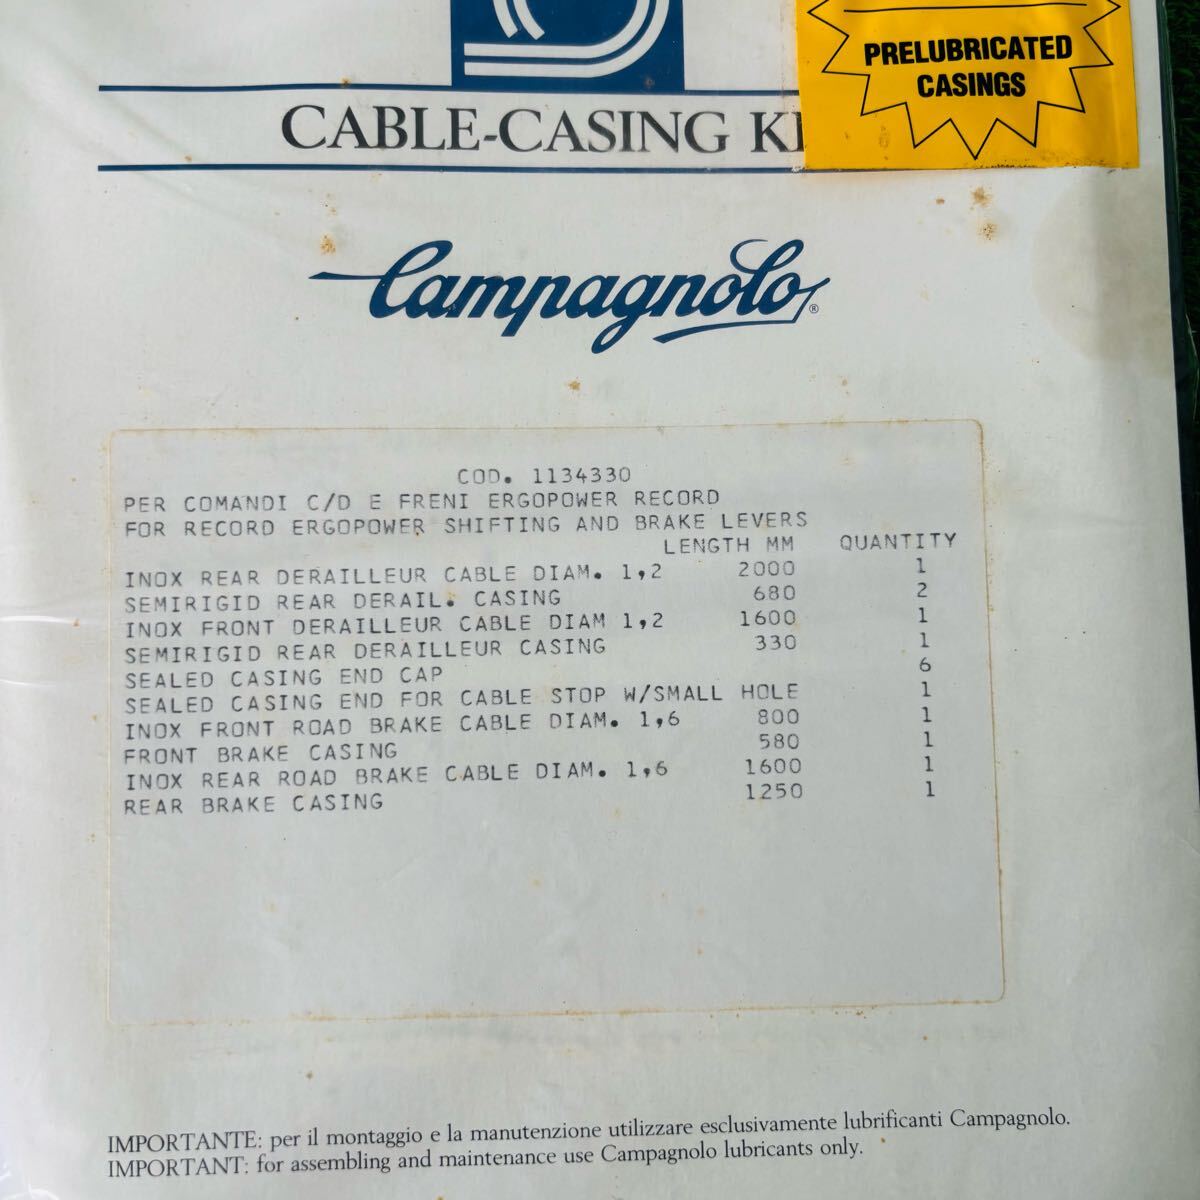 PRELUBRICATED
CASINGS
CABLE-CASING
Campagnolo®
COD. 1134330
PER COMANDI C/D E FRENI ERGOPOWER RECORD
FOR RECORD ERGOPOWER SHIFTING AND BRAKE LEVERS
LENGTH MM QUANTITY
INOX REAR DERAILLEUR CABLE DIAM. 1,2 2000 1
SEMIRIGID REAR DERAIL. CASING 680 2
INOX FRONT DERAILLEUR CABLE DIAM 1,2 1600 1
SEMIRIGID REAR DERAILLEUR CASING 330 1
SEALED CASING END CAP 6
SEALED CASING END FOR CABLE STOP W/SMALL HOLE 1
INOX FRONT ROAD BRAKE CABLE DIAM. 1,6 800 1
FRONT BRAKE CASING 580 1
INOX REAR ROAD BRAKE CABLE DIAM. 1,6 1600 1
REAR BRAKE CASING 1250 1
IMPORTANTE: per il montaggio e la manutenzione utilizzare esclusivamente lubrificanti Campagnolo.
IMPORTANT: for assembling and maintenance use Campagnolo lubricants only.